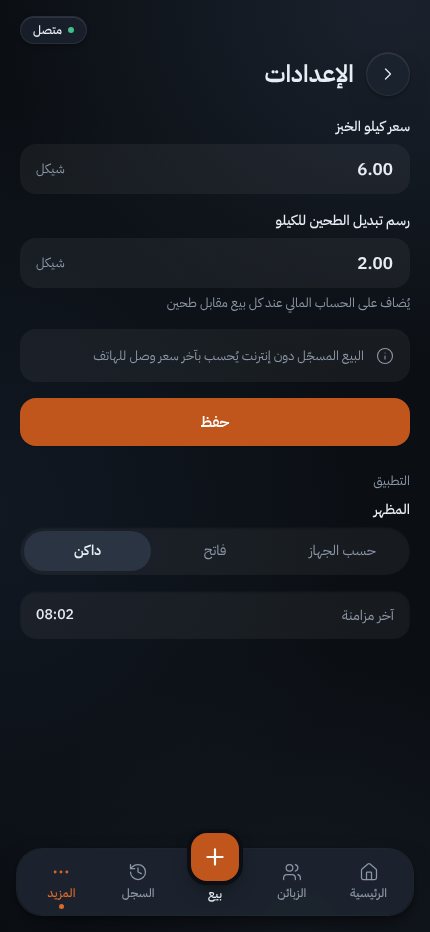 متصل
الإعدادات
سعر كيلو الخبز
6.00 شيكل
رسم تبديل الطحين للكيلو
2.00 شيكل
يُضاف على الحساب المالي عند كل بيع مقابل طحين
البيع المسجّل دون إنترنت يُحسب بآخر سعر وصل للهاتف
حفظ
التطبيق
المظهر
حسب الجهاز فاتح داكن
آخر مزامنة 08:02
الرئيسية الزبائن بيع السجل المزيد